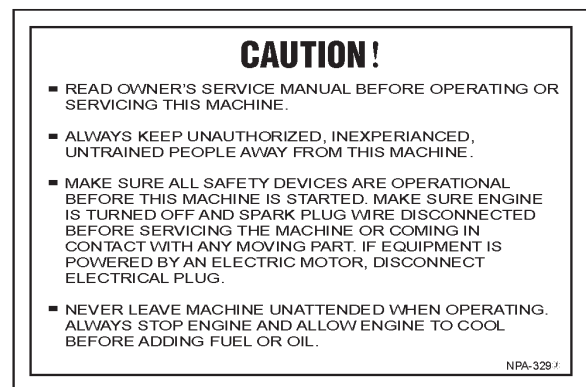 CAUTION!
READ OWNER'S SERVICE MANUAL BEFORE OPERATING OR
SERVICING THIS MACHINE.
ALWAYS KEEP UNAUTHORIZED, INEXPERIANCED,
UNTRAINED PEOPLE AWAY FROM THIS MACHINE.
MAKE SURE ALL SAFETY DEVICES ARE OPERATIONAL
BEFORE THIS MACHINE IS STARTED. MAKE SURE ENGINE
IS TURNED OFF AND SPARK PLUG WIRE DISCONNECTED
BEFORE SERVICING THE MACHINE OR COMING IN
CONTACT WITH ANY MOVING PART. IF EQUIPMENT IS
POWERED BY AN ELECTRIC MOTOR, DISCONNECT
ELECTRICAL PLUG.
NEVER LEAVE MACHINE UNATTENDED WHEN OPERATING.
ALWAYS STOP ENGINE AND ALLOW ENGINE TO COOL
BEFORE ADDING FUEL OR OIL.